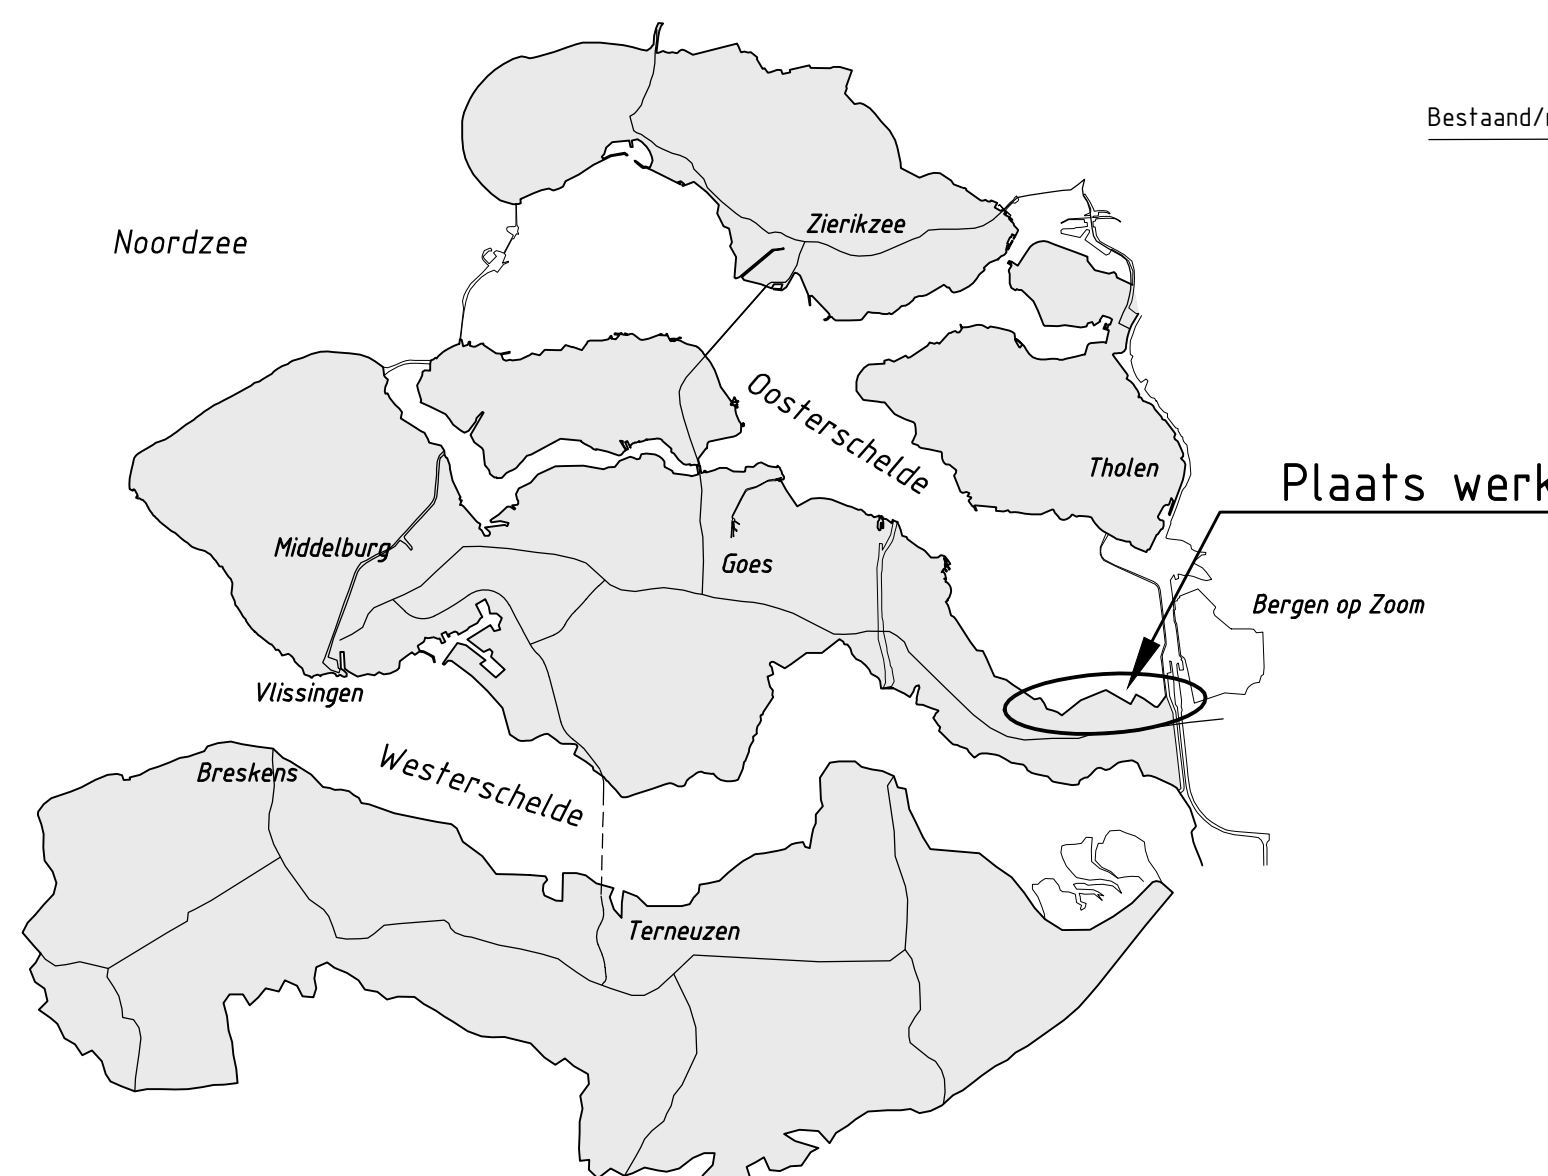 Bestaand/
Zierikzee
Noordzee
Oosterschelde
Tholen
Plaats werk
Middelburg
Goes
Bergen op Zoom
Vlissingen
Westerschelde
Breskens
Terneuzen